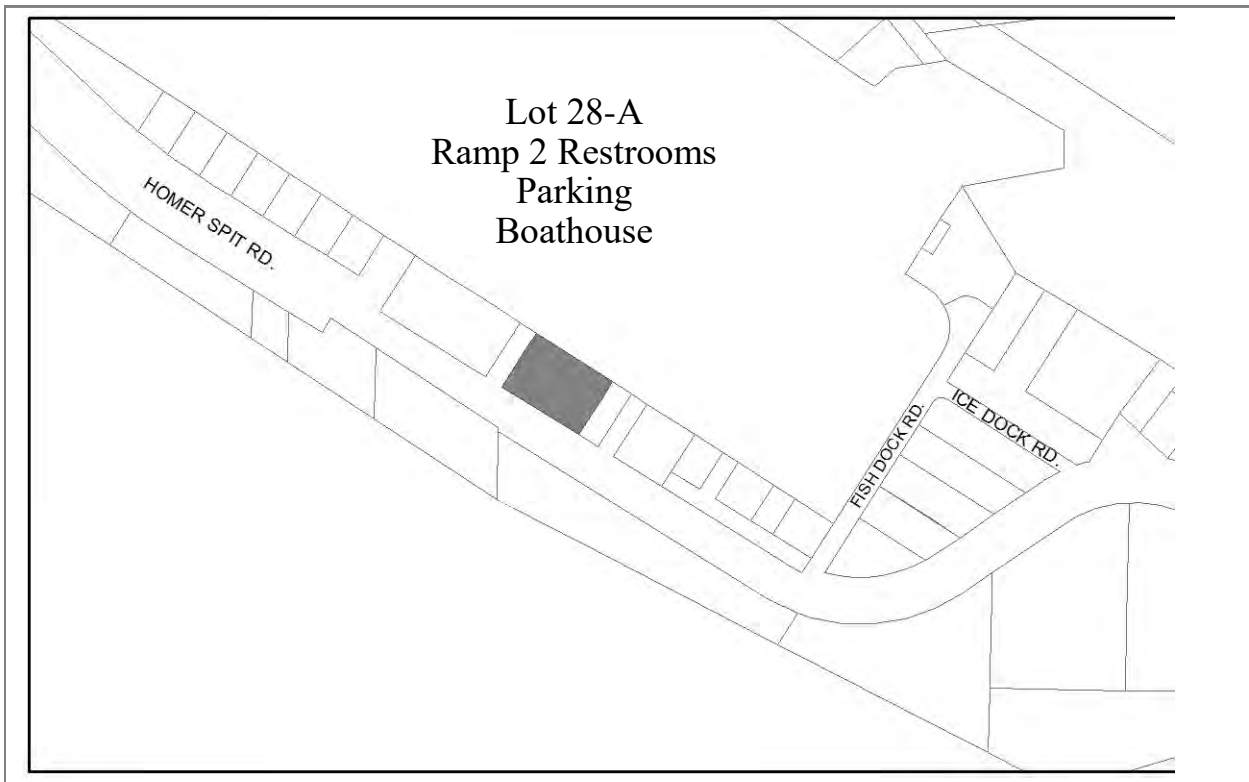 Lot 28-A
Ramp 2 Restrooms
Parking
Boathouse
HOMER SPIT RD.
FISH DOCK RD.
ICE DOCK RD.